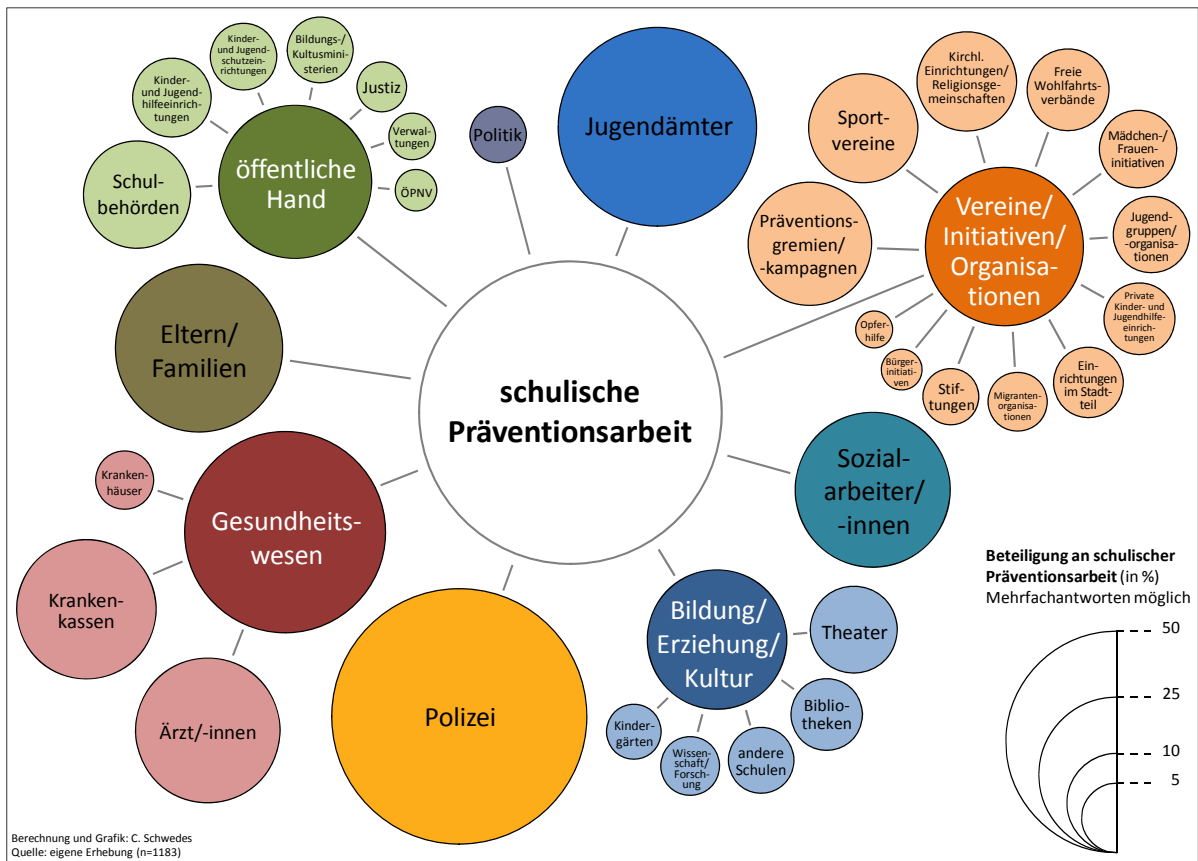 Kinder-
und Jugend-
schutzein-
richtungen
Bildungs-/
Kultusmini-
sterien
Kinder-
und Jugend-
hilfeeinrich-
tungen
Justiz
Verwal-
tungen
ÖPNV
Schul-
behörden
öffentliche
Hand
Politik
Jugendämter
Kirchl.
Einrichtungen/
Religionsge-
meinschaften
Freie
Wohlfahrts-
verbände
Sport-
vereine
Mädchen-/
Frauen-
initiativen
Präventions-
gremien/
-kampagnen
Vereine/
Initiativen/
Organisa-
tionen
Jugend-
gruppen/
-organisa-
tionen
Private
Kinder- und
Jugendhilfe-
einrich-
tungen
Opfer-
hilfe
Bürger-
initiati-
ven
Stif-
tungen
Migranten-
organisa-
tionen
Ein-
richtungen
im Stadt-
teil
Eltern/
Familien
schulische
Präventionsarbeit
Sozial-
arbeiter/
-innen
Kranken-
häuser
Gesundheits-
wesen
Kranken-
kassen
Ärzt/-innen
Polizei
Bildung/
Erziehung/
Kultur
Theater
Biblio-
theken
andere
Schulen
Wissen-
schaft/
Forsch-
ung
Kinder-
gärten
Beteiligung an schulischer
Präventionsarbeit (in %)
Mehrfachantworten möglich
50
25
10
5
Berechnung und Grafik: C. Schwedes
Quelle: eigene Erhebung (n=1183)